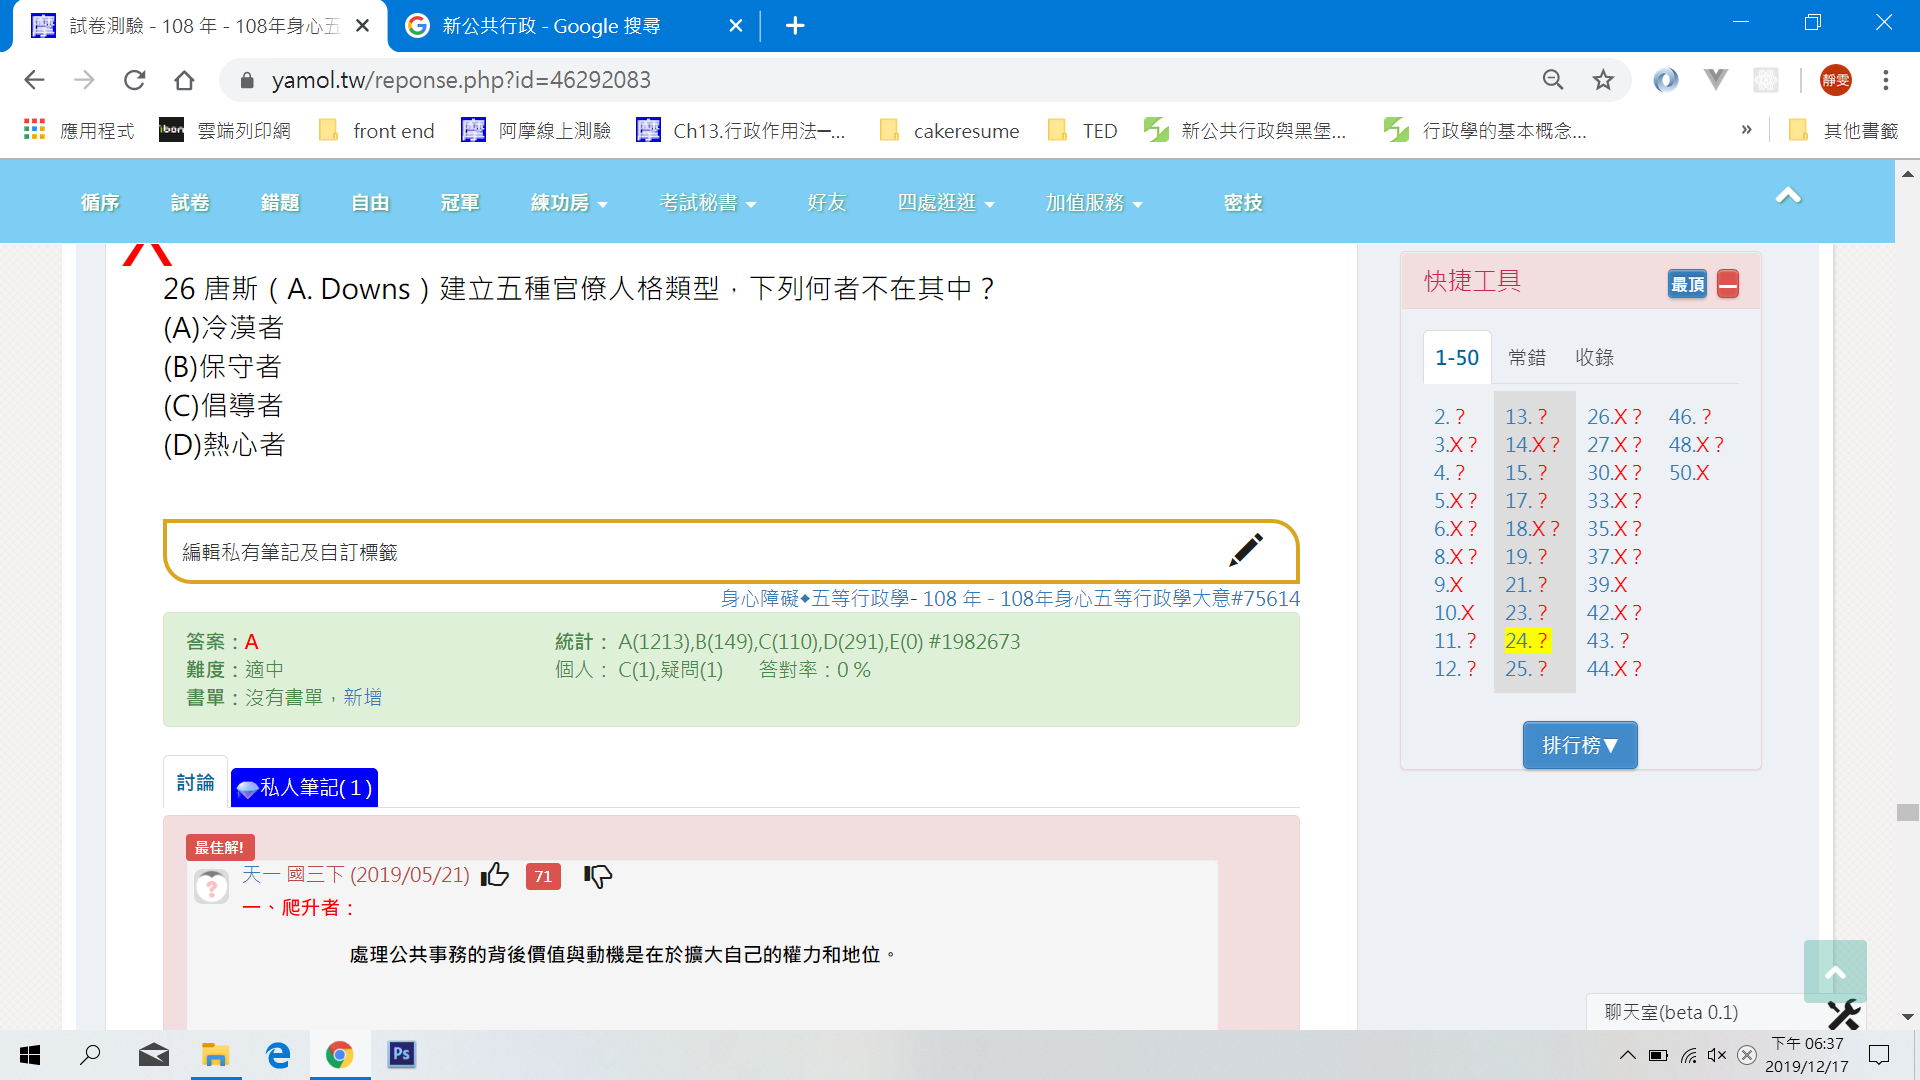 試卷測驗 - 108 年 - 108年身心五
新公共行政 - Google 搜尋
yamol.tw/reponse.php?id=46292083
靜雯
應用程式
ibon
雲端列印網
front end
摩
阿摩線上測驗
摩
Ch13.行政作用法─...
cakeresume
TED
新公共行政與黑堡...
行政學的基本概念...
»
其他書籤
循序
試卷
錯題
自由
冠軍
練功房
考試秘書
好友
四處逛逛
加值服務
密技
X
26 唐斯（A. Downs）建立五種官僚人格類型，下列何者不在其中？
(A)冷漠者
(B)保守者
(C)倡導者
(D)熱心者
編輯私有筆記及自訂標籤
身心障礙◆五等行政學- 108 年 - 108年身心五等行政學大意#75614
答案：A
統計： A(1213),B(149),C(110),D(291),E(0) #1982673
難度：適中
個人： C(1),疑問(1) 答對率：0 %
書單：沒有書單，新增
討論
私人筆記( 1 )
最佳解!
天一 國三下 (2019/05/21)
71
一、爬升者：
處理公共事務的背後價值與動機是在於擴大自己的權力和地位。
快捷工具
最頂
1-50
常錯
收錄
2. ?
3.X ?
4. ?
5.X ?
6.X ?
8.X ?
9.X
10.X
11. ?
12. ?
13. ?
14.X ?
15. ?
17. ?
18.X ?
19. ?
21. ?
23. ?
24. ?
25. ?
26.X ?
27.X ?
30.X ?
33.X ?
35.X ?
37.X ?
39.X
42.X ?
43. ?
44.X ?
46. ?
48.X ?
50.X
排行榜▼
聊天室(beta 0.1)
Ps
下午 06:37
2019/12/17